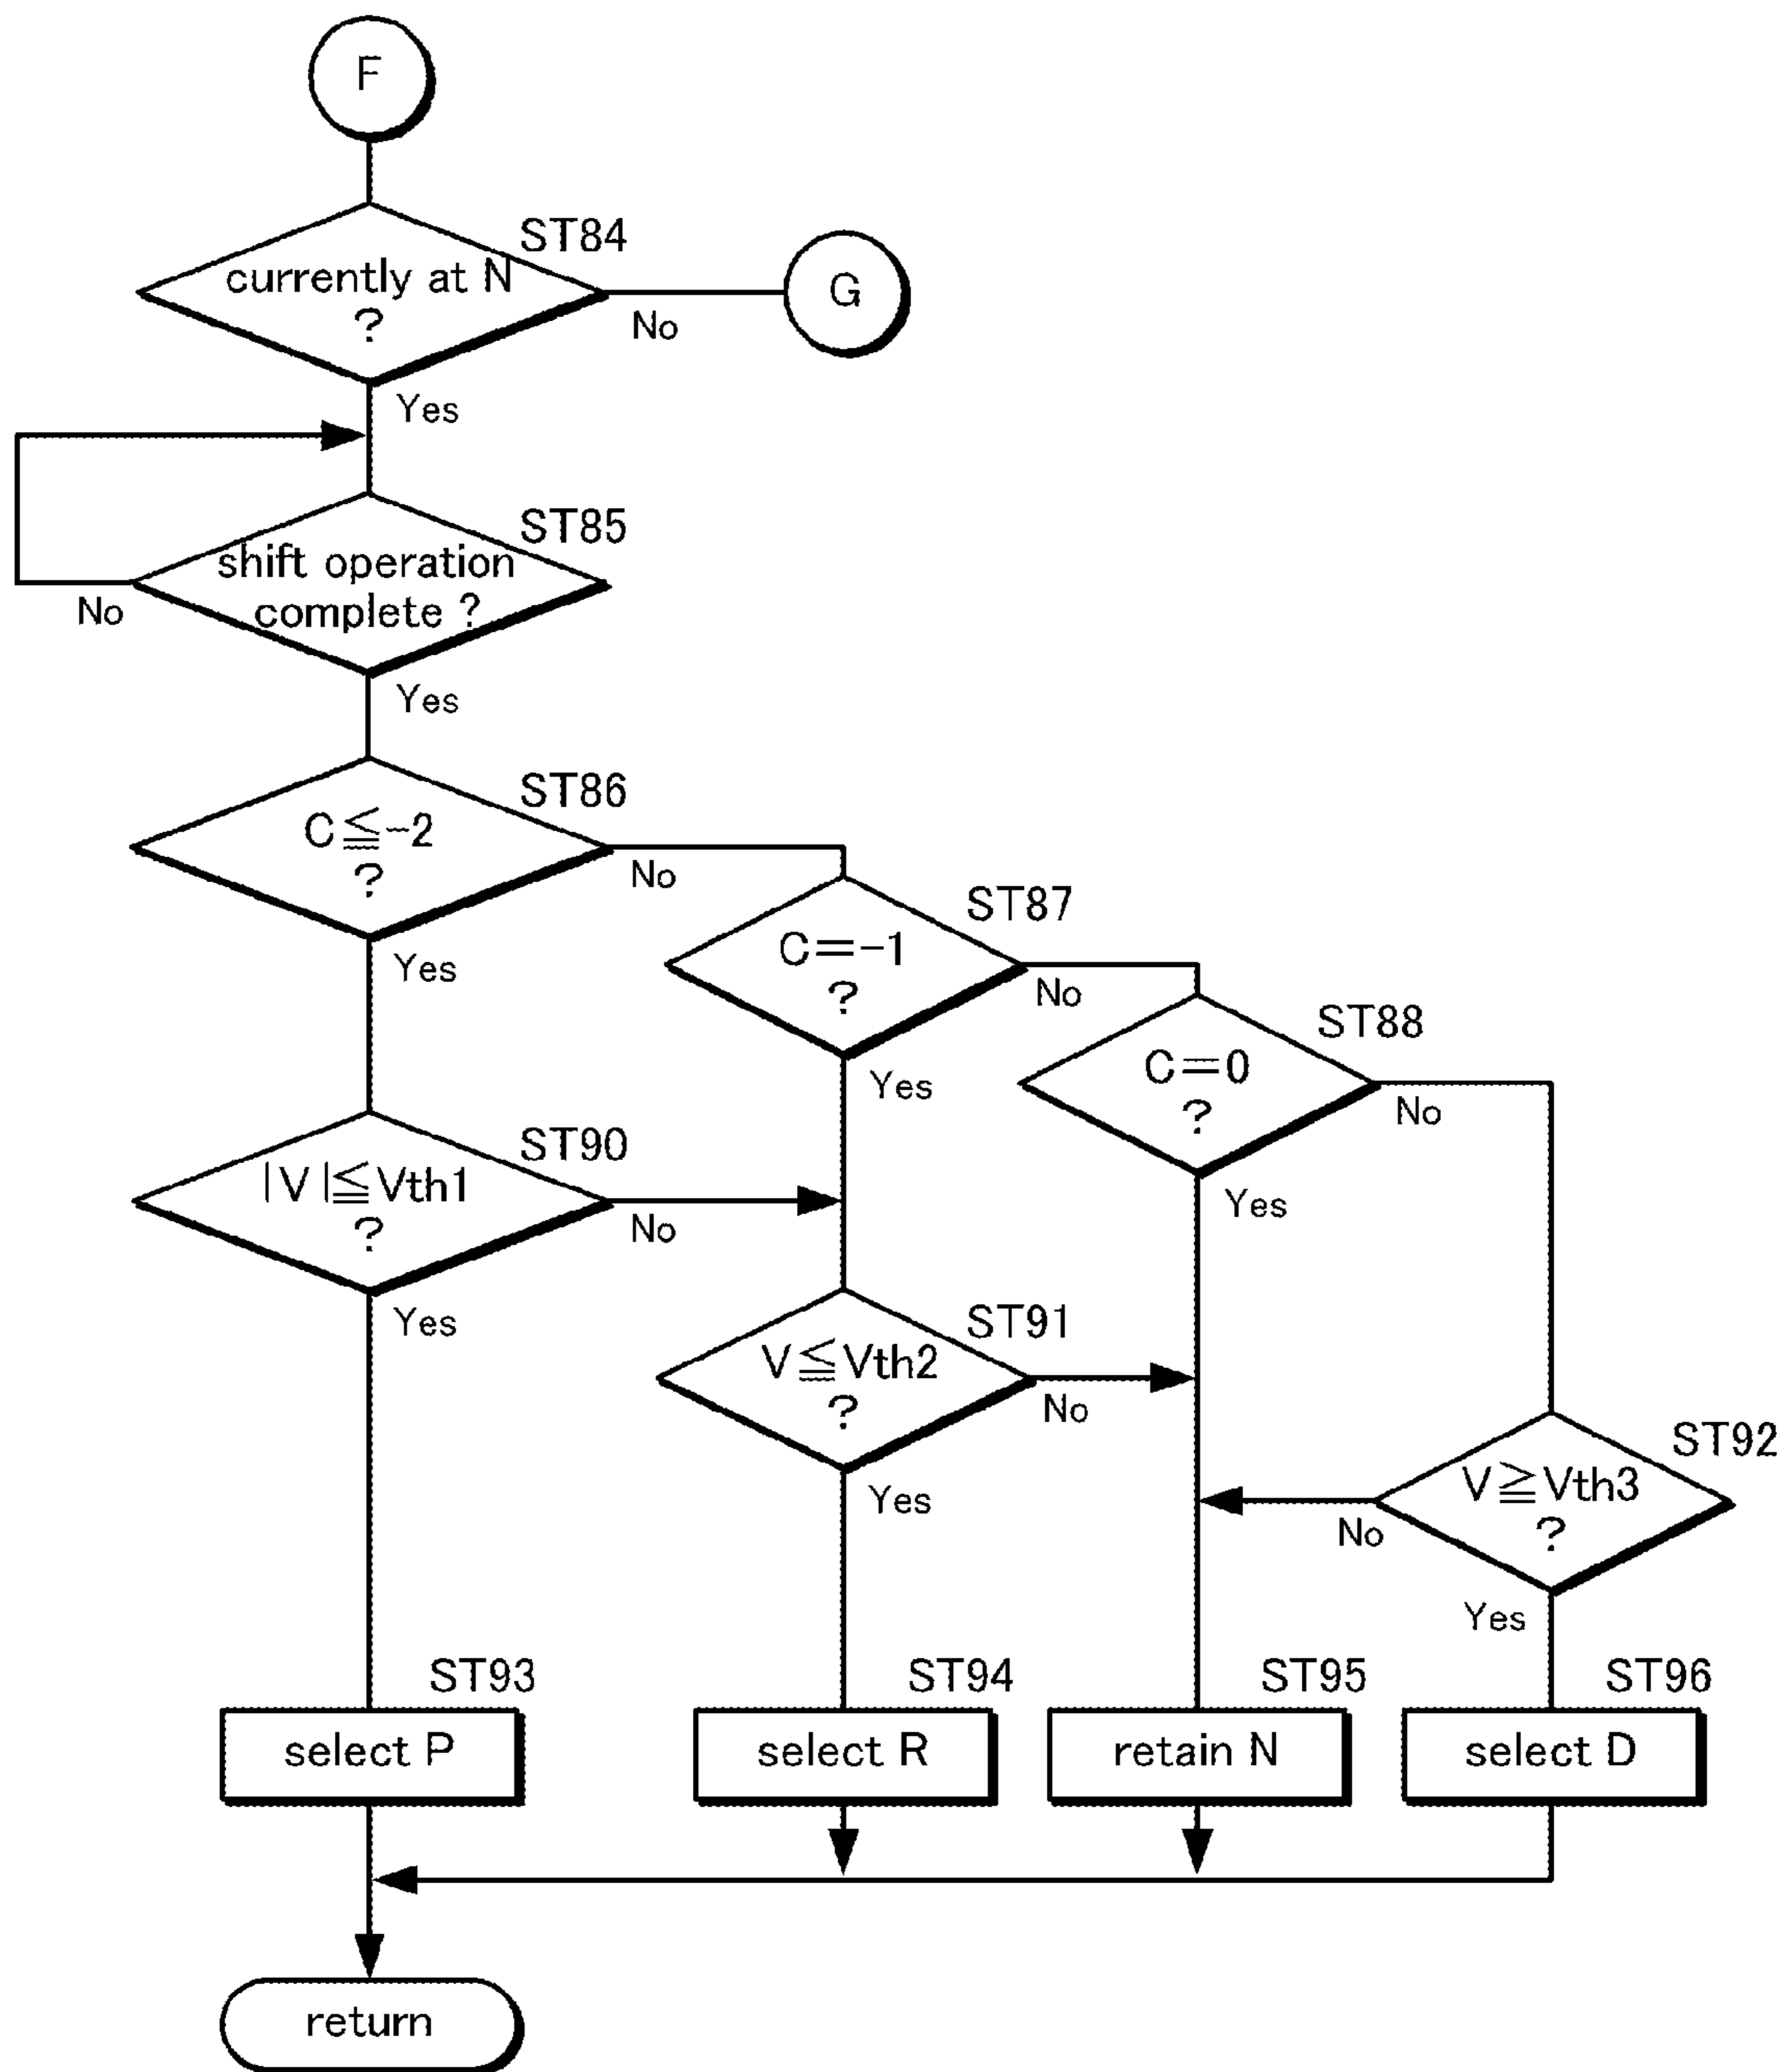 F
ST84
currently at N
?
G
No
Yes
ST85
shift operation
complete ?
No
Yes
ST86
C≦-2
?
No
Yes
ST87
C=-1
?
No
Yes
ST88
C=0
?
No
Yes
ST90
|V|≦Vth1
?
No
Yes
ST91
V≦Vth2
?
No
Yes
ST92
V≧Vth3
?
No
Yes
ST93
select P
ST94
select R
ST95
retain N
ST96
select D
return